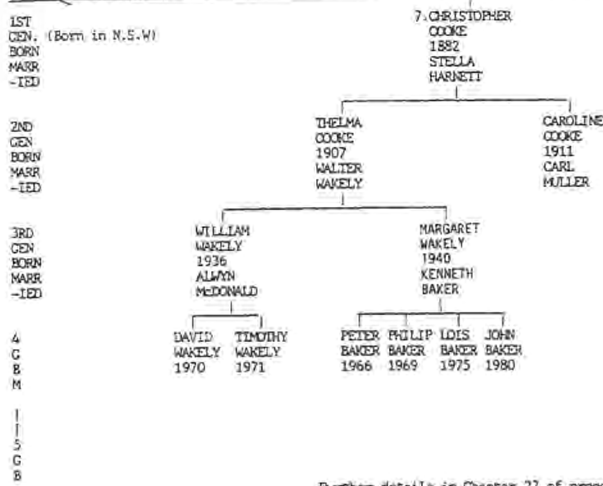 1ST
GEN. (Born in N.S.W)
BORN
MARR
-IED
7.CHRISTOPHER
COOKE
1882
STELLA
HARNETT
2ND
GEN
BORN
MARR
-IED
THELMA
COOKE
1907
WALTER
WAKELY
CAROLINE
COOKE
1911
CARL
MULLER
3RD
GEN
BORN
MARR
-IED
WILLIAM
WAKELY
1936
ALWYN
McDONALD
MARGARET
WAKELY
1940
KENNETH
BAKER
4
G
B
M
DAVID TIMOTHY PETER PHILIP LOIS JOHN
WAKELY WAKELY BAKER BAKER BAKER BAKER
1970 1971 1966 1969 1975 1980
5
G
B
Further details in Chapter 22 of